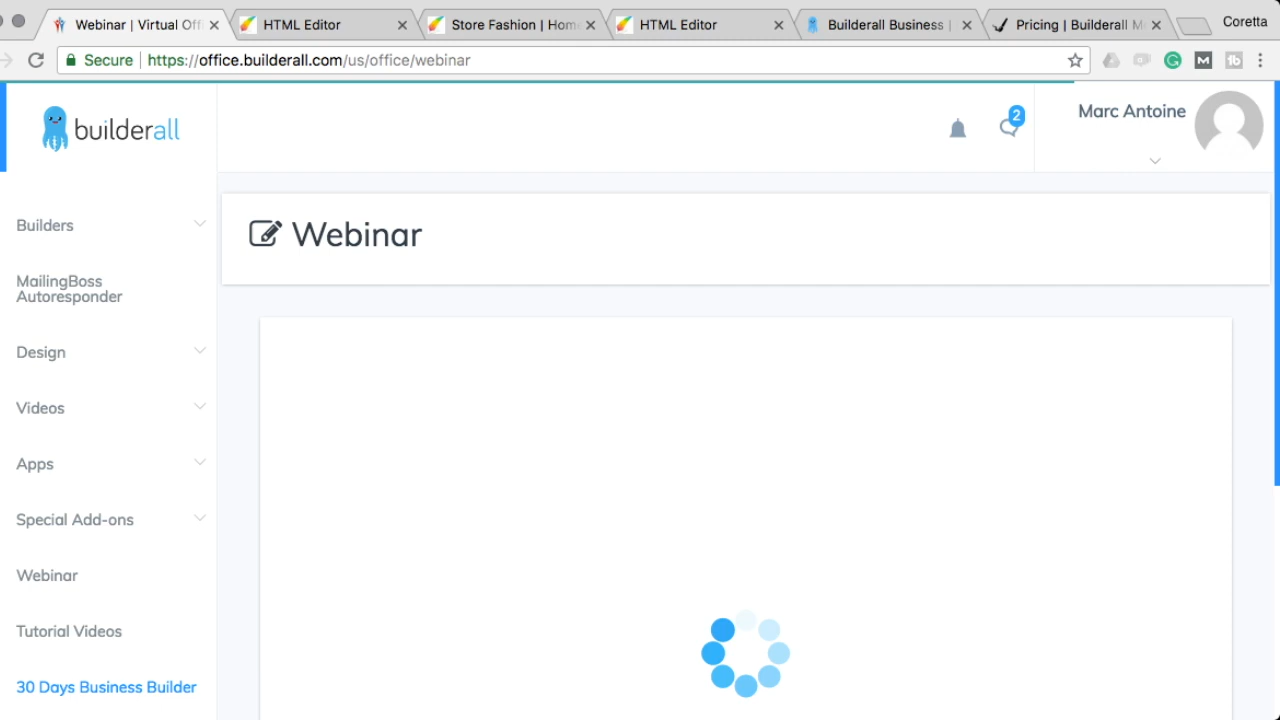 Webinar | Virtual Offi
HTML Editor
Store Fashion | Hom
HTML Editor
Builderall Business |
Pricing | Builderall M
Coretta
Secure
https://office.builderall.com/us/office/webinar
builderall
2
Marc Antoine
Builders
MailingBoss
Autoresponder
Design
Videos
Apps
Special Add-ons
Webinar
Tutorial Videos
30 Days Business Builder
Webinar